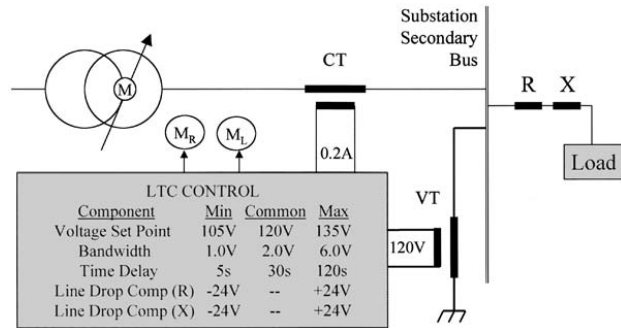 Substation
Secondary
Bus
CT
R X
M
M_R M_L
0.2A
Load
LTC CONTROL
VT
Component Min Common Max
Voltage Set Point 105V 120V 135V
120V
Bandwidth 1.0V 2.0V 6.0V
Time Delay 5s 30s 120s
Line Drop Comp (R) -24V -- +24V
Line Drop Comp (X) -24V -- +24V